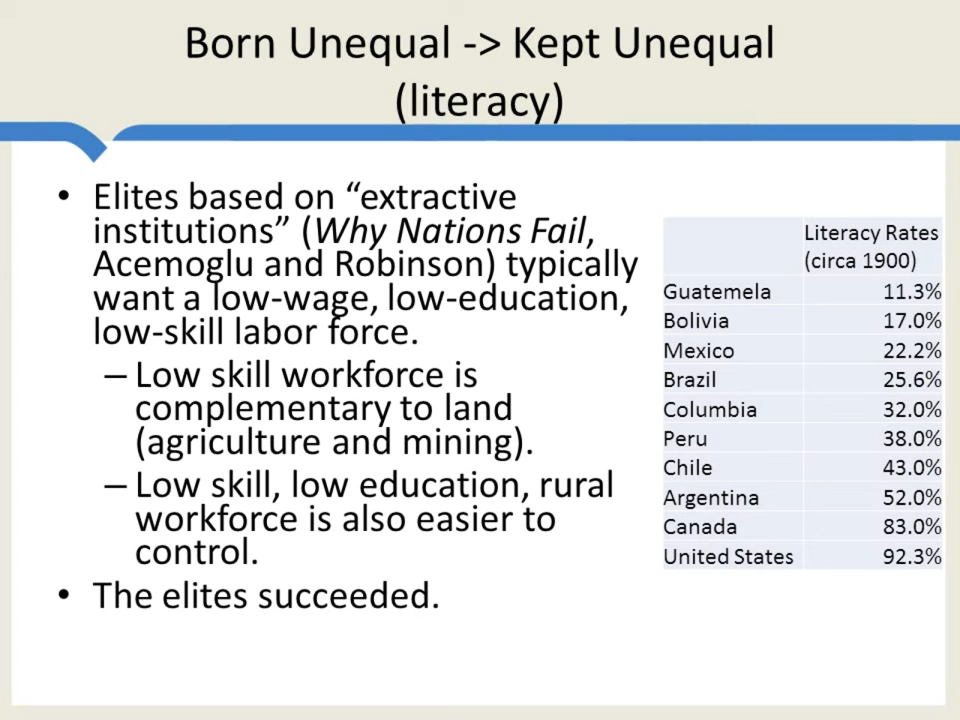 Born Unequal -> Kept Unequal
(literacy)
• Elites based on “extractive
institutions” (Why Nations Fail,
Acemoglu and Robinson) typically
want a low-wage, low-education,
low-skill labor force.
– Low skill workforce is
complementary to land
(agriculture and mining).
– Low skill, low education, rural
workforce is also easier to
control.
• The elites succeeded.
Literacy Rates
(circa 1900)
Guatemela 11.3%
Bolivia 17.0%
Mexico 22.2%
Brazil 25.6%
Columbia 32.0%
Peru 38.0%
Chile 43.0%
Argentina 52.0%
Canada 83.0%
United States 92.3%